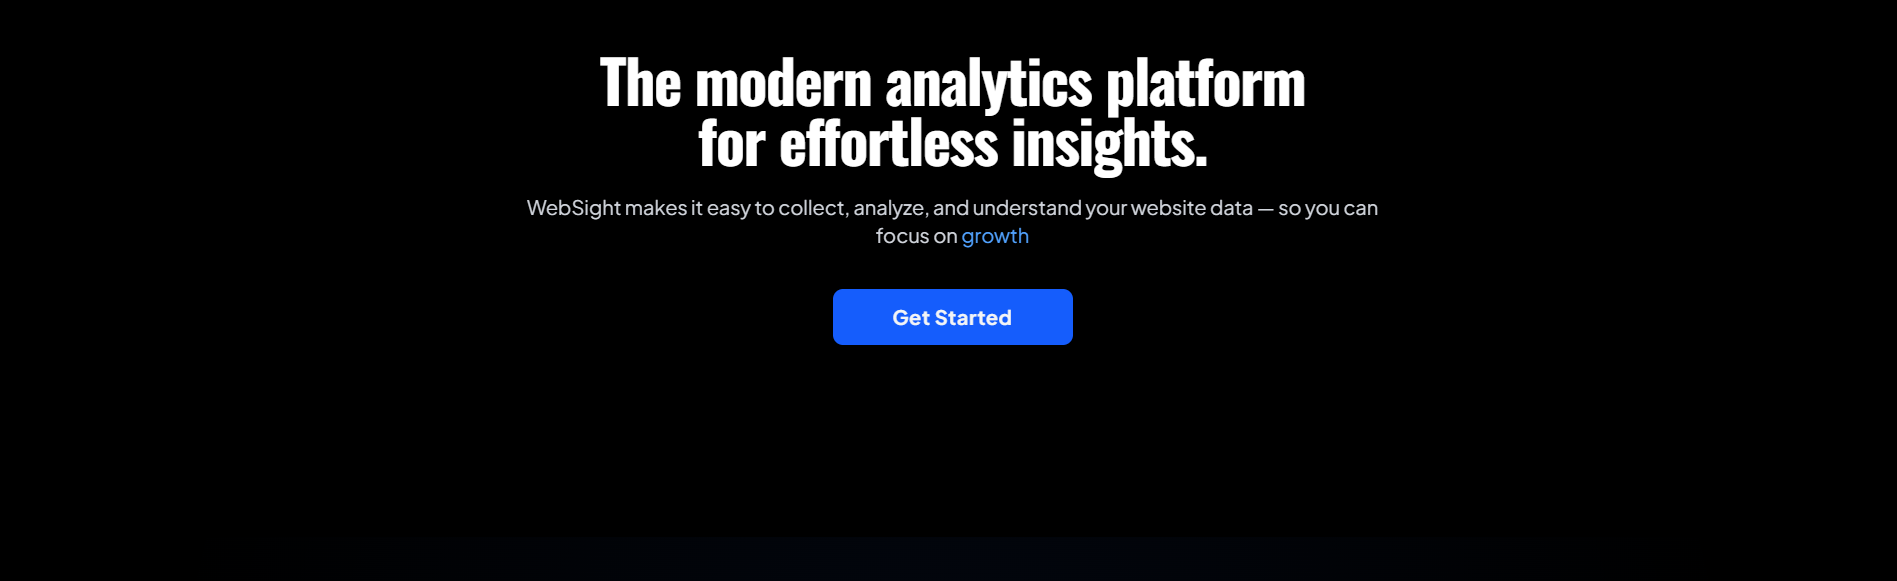 The modern analytics platform
for effortless insights.
WebSight makes it easy to collect, analyze, and understand your website data — so you can
focus on growth
Get Started